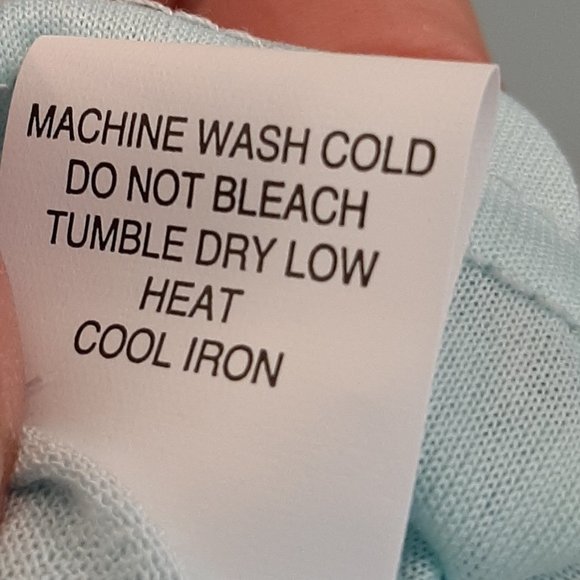 MACHINE WASH COLD
DO NOT BLEACH
TUMBLE DRY LOW
HEAT
COOL IRON